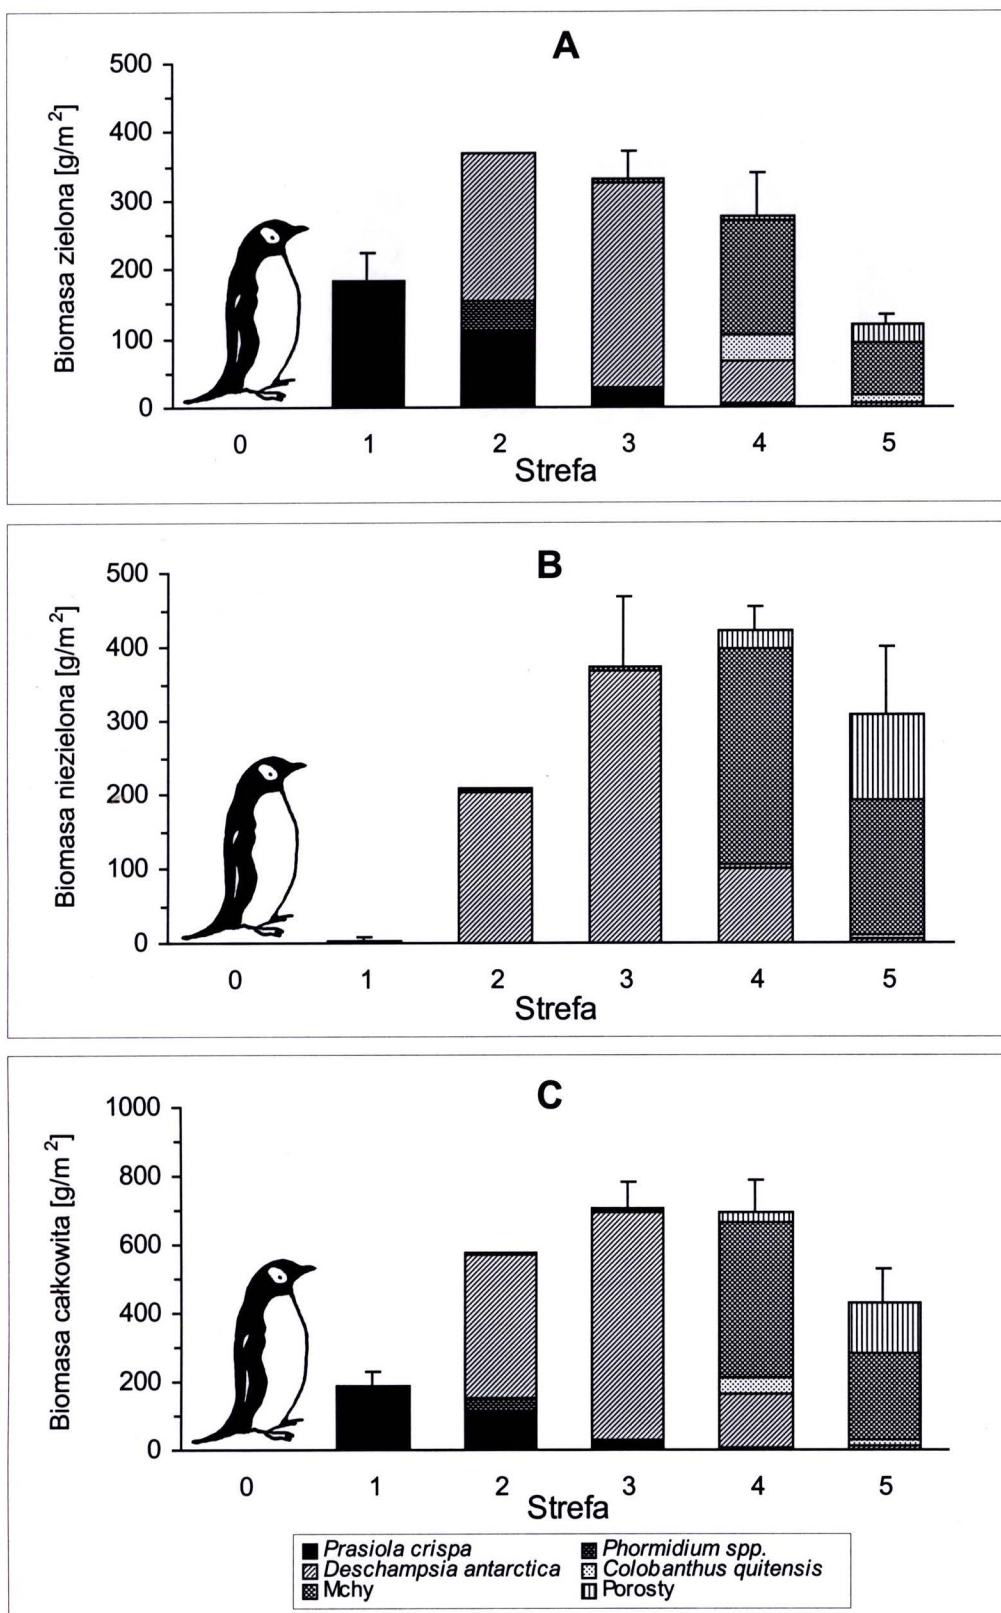 A
Biomasa zielona [g/m²]
500
400
300
200
100
0
0 1 2 3 4 5
Strefa
B
Biomasa niezielona [g/m²]
500
400
300
200
100
0
0 1 2 3 4 5
Strefa
C
Biomasa całkowita [g/m²]
1000
800
600
400
200
0
0 1 2 3 4 5
Strefa
Prasiola crispa Phormidium spp.
Deschampsia antarctica Colobanthus quitensis
Mchy Porosty